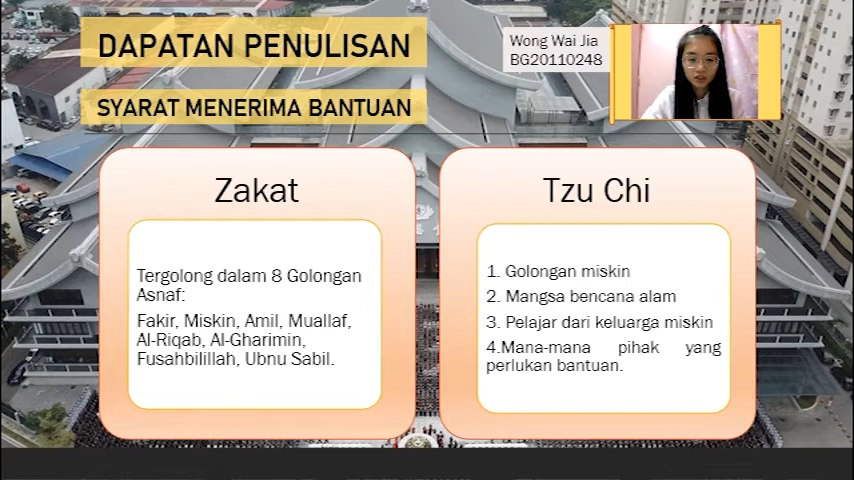 DAPATAN PENULISAN
SYARAT MENERIMA BANTUAN
Wong Wai Jia
BG20110248
Zakat
Tergolong dalam 8 Golongan
Asnaf:
Fakir, Miskin, Amil, Muallaf,
Al-Riqab, Al-Gharimin,
Fusahbilillah, Ubnu Sabil.
Tzu Chi
1. Golongan miskin
2. Mangsa bencana alam
3. Pelajar dari keluarga miskin
4.Mana-mana pihak yang
perlukan bantuan.